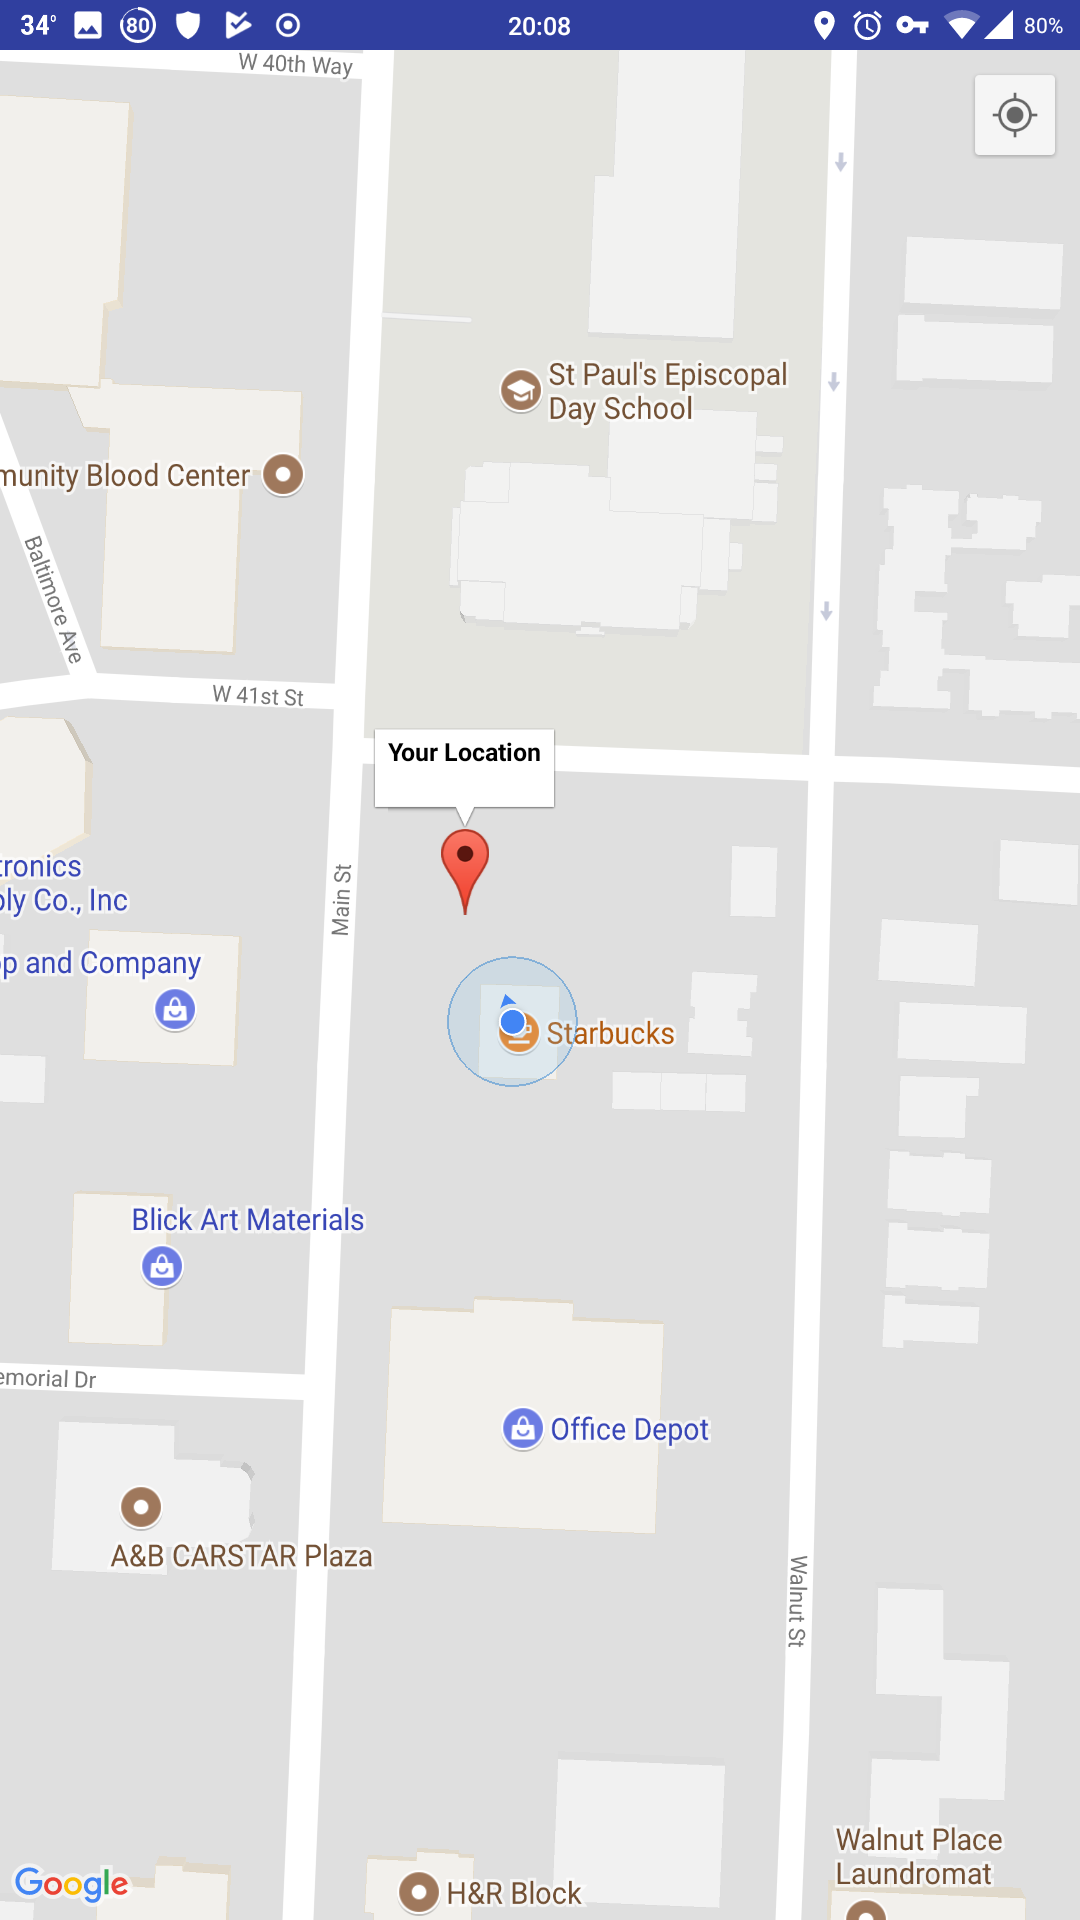 34°
80
20:08
80%
W 40th Way
St Paul's Episcopal
Day School
munity Blood Center
Baltimore Ave
W 41st St
Your Location
Main St
tronics
ply Co., Inc
op and Company
Starbucks
Blick Art Materials
emorial Dr
Office Depot
A&B CARSTAR Plaza
Walnut St
Walnut Place
Laundromat
Google
H&R Block